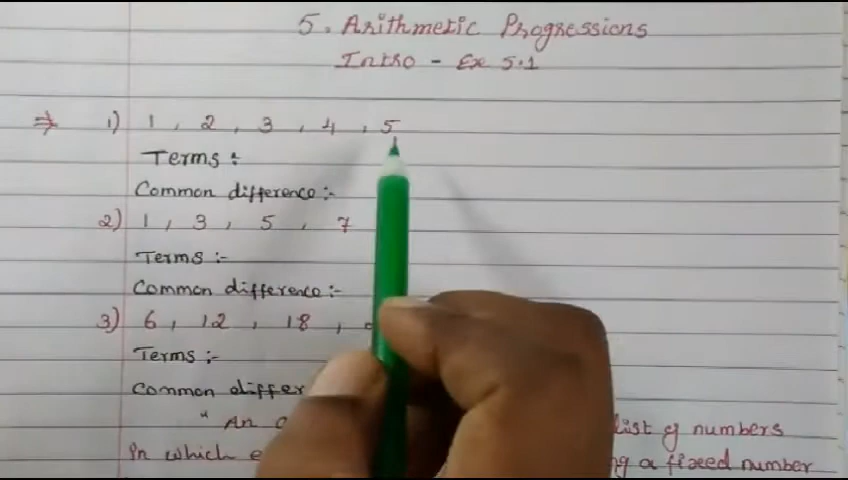 5. Arithmetic Progressions
Intro - Ex 5.1
⇒ 1) 1, 2, 3, 4, 5
Terms :
Common difference:-
2) 1, 3, 5, 7
Terms :-
Common difference:-
3) 6, 12, 18,
Terms :-
Common differ
" An list of numbers
in which a fixed number